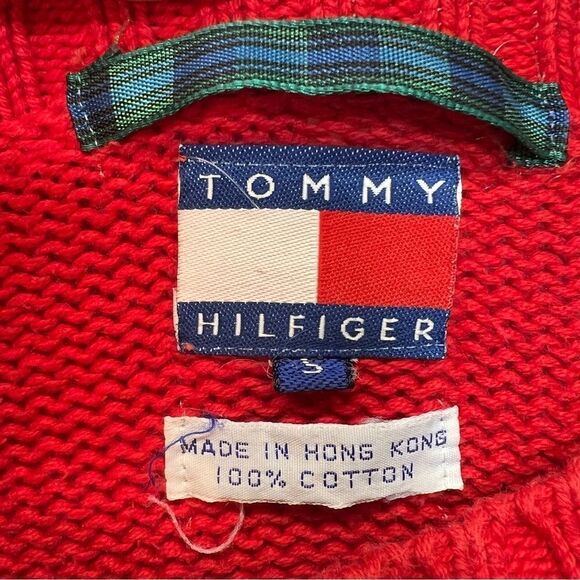 TOMMY
HILFIGER
S
MADE IN HONG KONG
100% COTTON